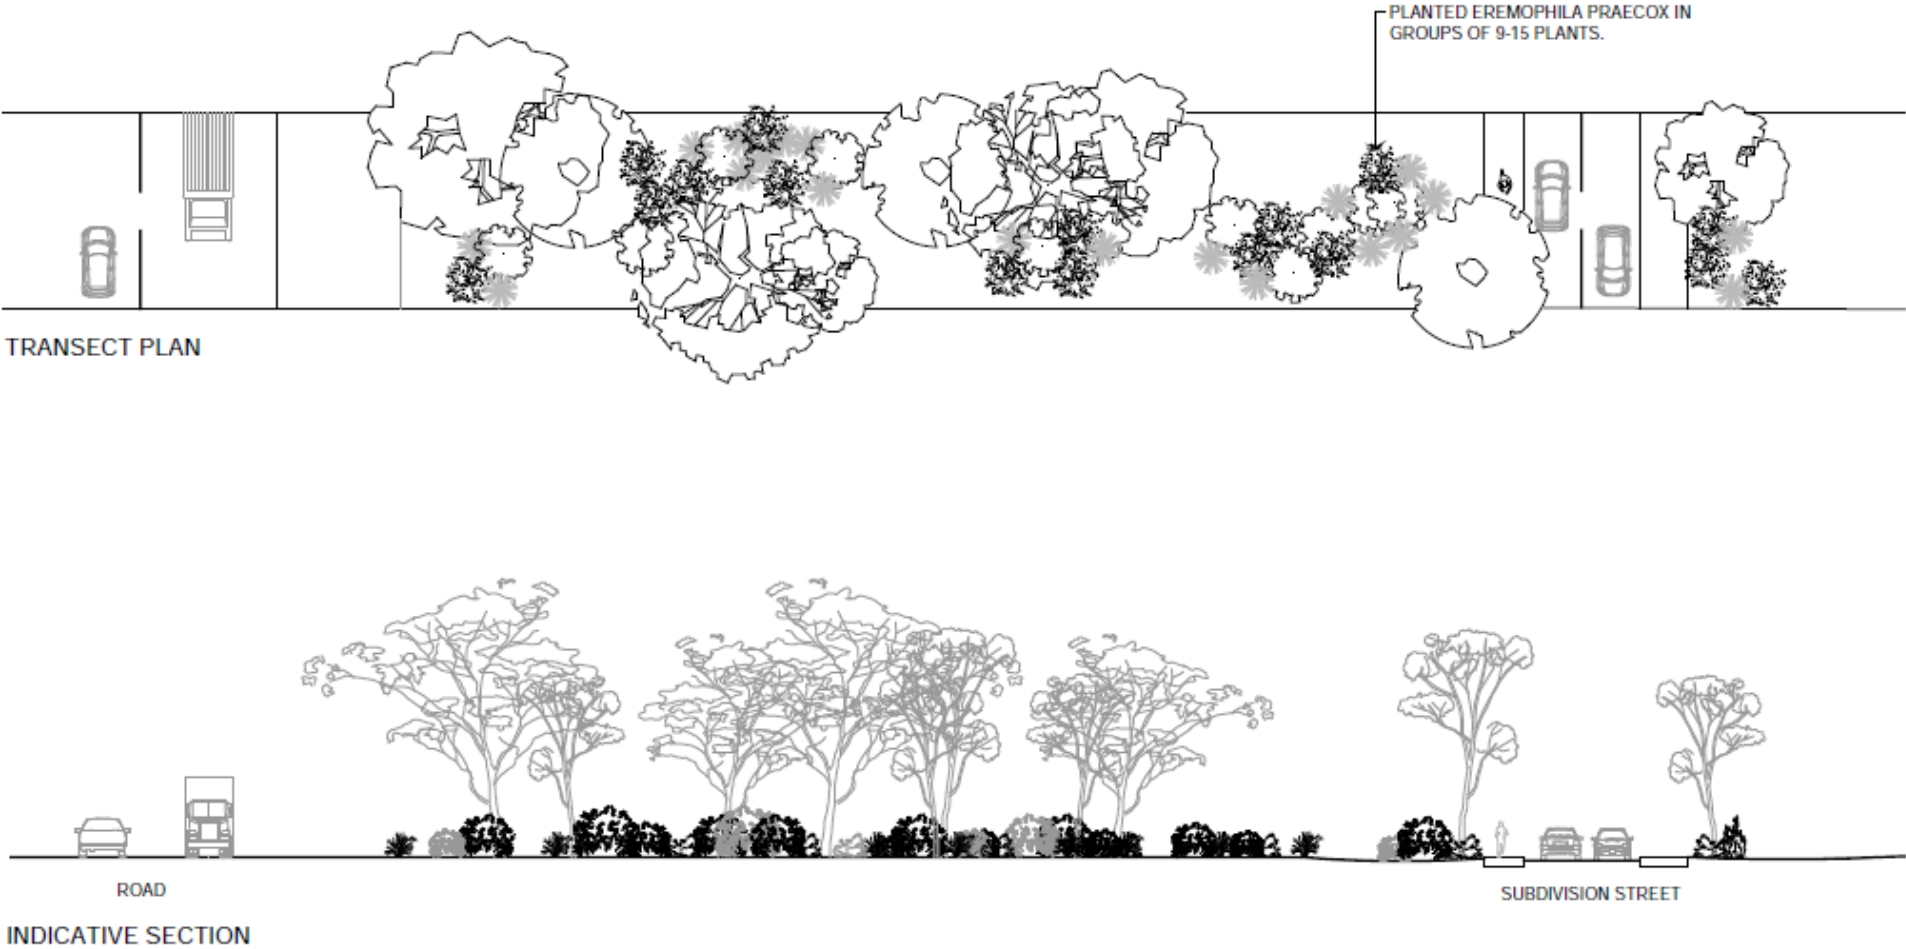 PLANTED EREMOPHILA PRAECOX IN
GROUPS OF 9-15 PLANTS.
TRANSECT PLAN
ROAD
SUBDIVISION STREET
INDICATIVE SECTION